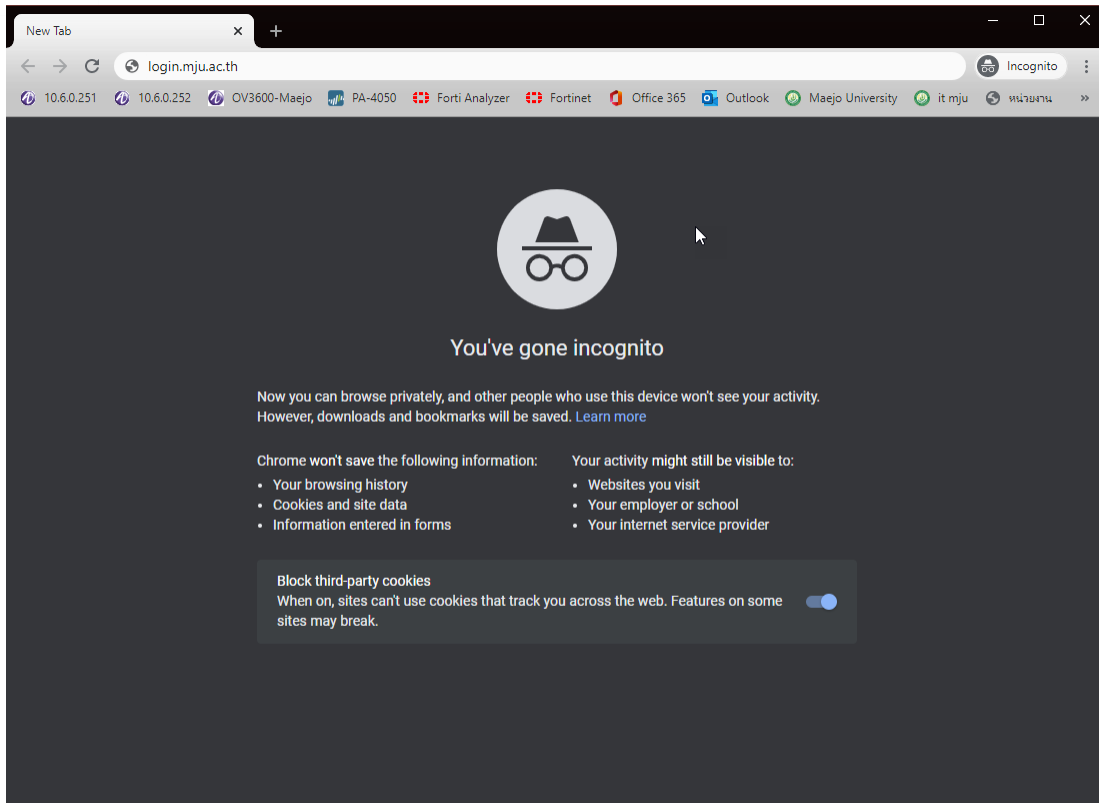 New Tab
login.mju.ac.th
Incognito
10.6.0.251 10.6.0.252 OV3600-Maejo PA-4050 Forti Analyzer Fortinet Office 365 Outlook Maejo University it mju หน่วยงาน »
You've gone incognito
Now you can browse privately, and other people who use this device won't see your activity.
However, downloads and bookmarks will be saved. Learn more
Chrome won't save the following information:
• Your browsing history
• Cookies and site data
• Information entered in forms
Your activity might still be visible to:
• Websites you visit
• Your employer or school
• Your internet service provider
Block third-party cookies
When on, sites can't use cookies that track you across the web. Features on some
sites may break.